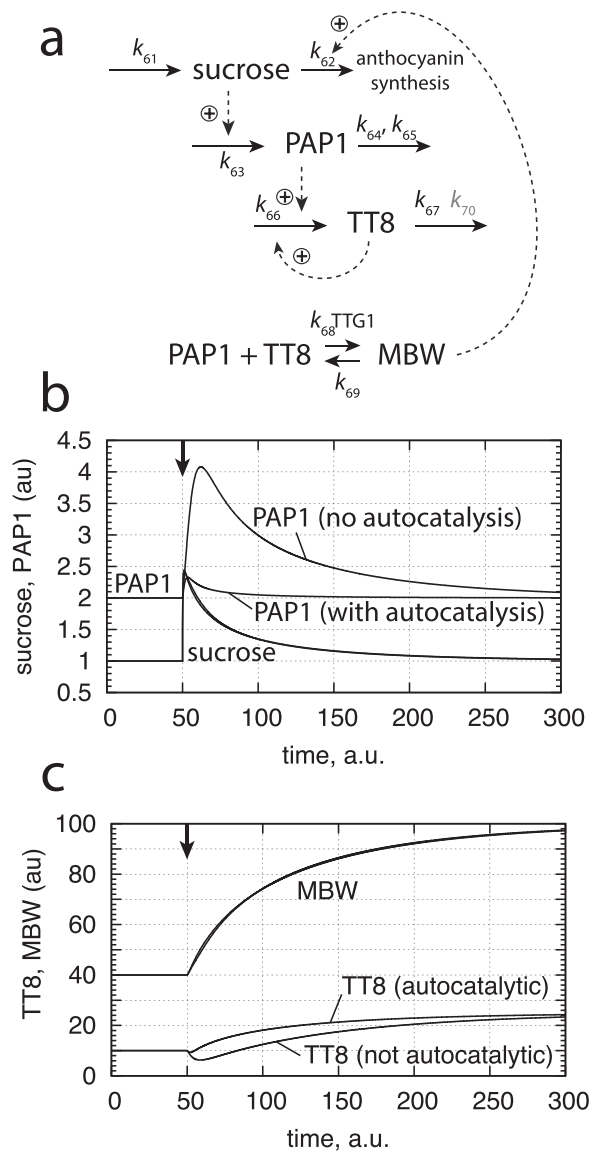 a
k61
sucrose
k62
⊕
anthocyanin
synthesis
⊕
k63
PAP1
k64, k65
k66
⊕
TT8
k67 k70
⊕
PAP1 + TT8
k68TTG1
k69
MBW
b
sucrose, PAP1 (au)
4.5
4
3.5
3
2.5
2
1.5
1
0.5
PAP1
PAP1 (no autocatalysis)
PAP1 (with autocatalysis)
sucrose
0 50 100 150 200 250 300
time, a.u.
c
TT8, MBW (au)
100
80
60
40
20
0
MBW
TT8 (autocatalytic)
TT8 (not autocatalytic)
0 50 100 150 200 250 300
time, a.u.